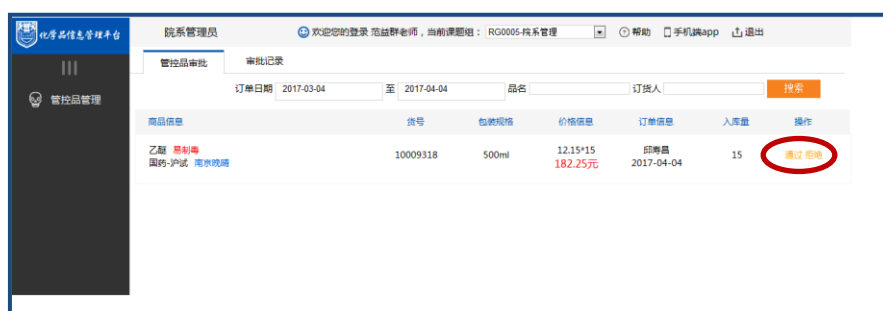 化学品信息管理平台 院系管理员 欢迎您的登录 范益群老师，当前课题组： RG0005-院系管理 帮助 手机端app 退出
管控品审批 审批记录
管控品管理
订单日期 2017-03-04 至 2017-04-04 品名 订货人 搜索
商品信息 货号 包装规格 价格信息 订单信息 入库量 操作
乙醚 易制毒 10009318 500ml 12.15*15 邱寿昌 15 通过 拒绝
国药-沪试 南京晚晴 182.25元 2017-04-04